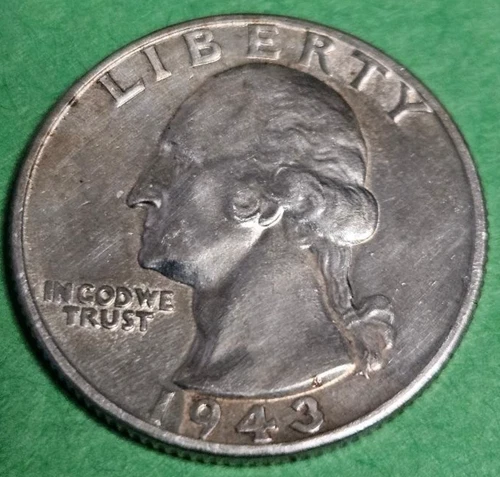 LIBERTY
IN GOD WE
TRUST
1943